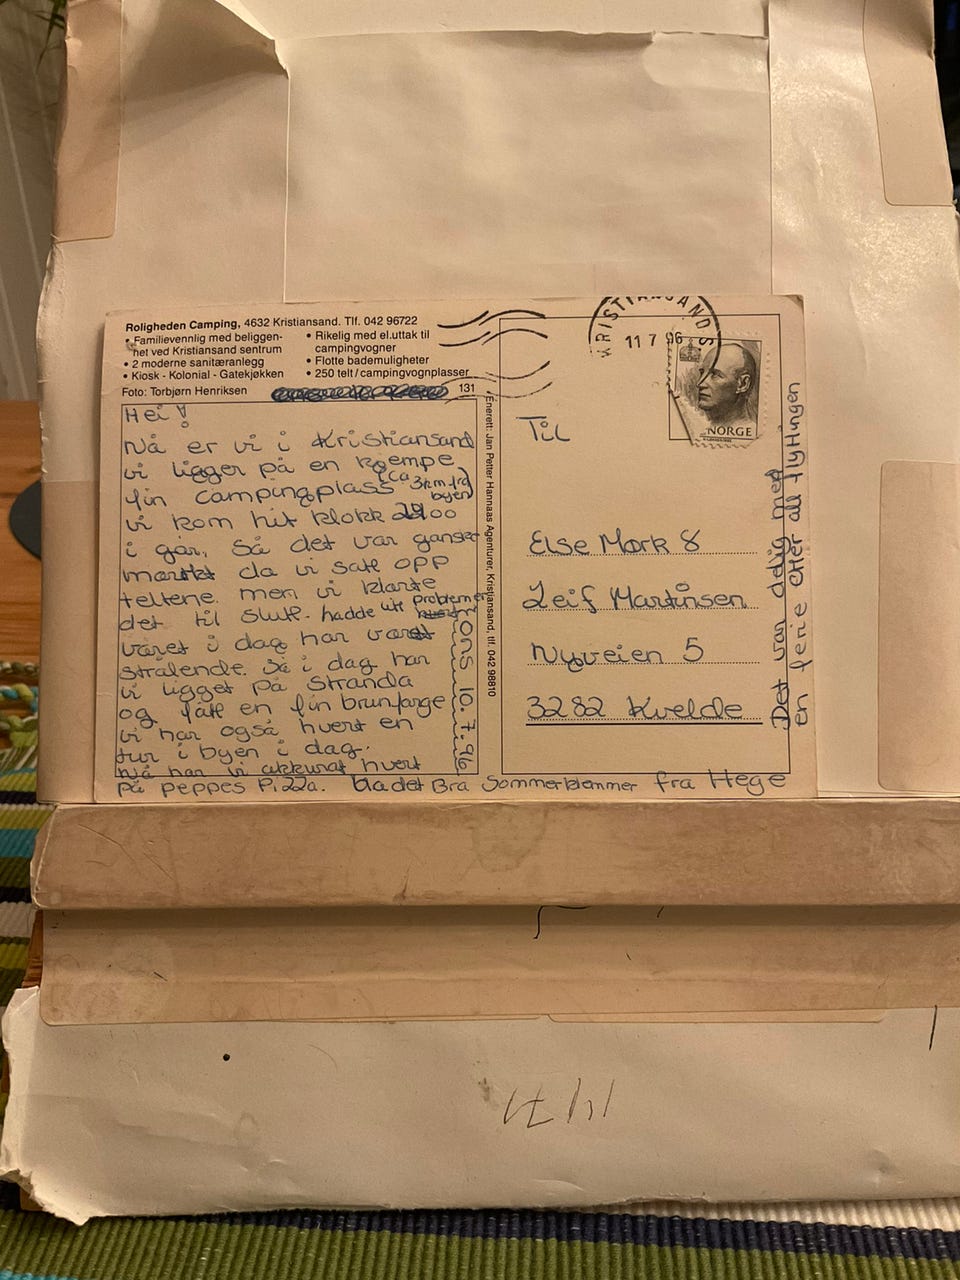 Roligheden Camping, 4632 Kristiansand. Tlf. 042 96722
• Familievennlig med beliggen-
het ved Kristiansand sentrum
• 2 moderne sanitæranlegg
• Kiosk - Kolonial - Gatekjøkken
• Rikelig med el.uttak til
campingvogner
• Flotte bademuligheter
• 250 telt/campingvognplasser
Foto: Torbjørn Henriksen
131
Hei!
Nå er vi i Kristiansand
vi ligger på en kjempe
fin campingplass (ca 3km fra
byen)
vi kom hit klokk 2200
i går, så det var ganske
mørkt da vi satt opp
teltene. men vi klarte
det til slutt. hadde litt problemer
været i dag har vært
strålende. Så i dag har
vi ligget på stranda
og fått en fin brunfarge
vi har også hvert en
tur i byen i dag.
Nå har vi akkurat hvert
på peppes Pizza. Ha det Bra Sommerklemmer fra Hege
ONS 10.7.96
Enerett: Jan Petter Hannaas Agenturer, Kristiansand, tlf. 042 98810
KRISTIANSAND S
11 7 96
NORGE
Til
Else Mørk &
Leif Martinsen
Nyveien 5
3282 Kvelde
Det var deilig med
en ferie etter all flyttingen